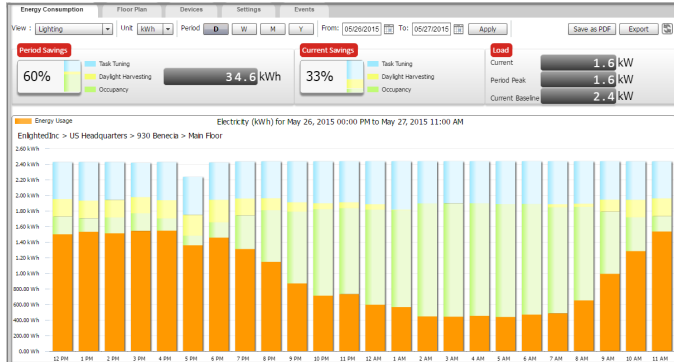 Energy Consumption Floor Plan Devices Settings Events
View : Lighting Unit kWh Period D W M Y From: 05/26/2015 To: 05/27/2015 Apply Save as PDF Export
Period Savings Current Savings Load
60% Task Tuning Daylight Harvesting Occupancy 34.6 kWh
33% Task Tuning Daylight Harvesting Occupancy
Current 1.6 kW
Period Peak 1.6 kW
Current Baseline 2.4 kW
Energy Usage Electricity (kWh) for May 26, 2015 00:00 PM to May 27, 2015 11:00 AM
EnlightedInc > US Headquarters > 930 Benecia > Main Floor
2.60 kWh
2.40 kWh
2.20 kWh
2.00 kWh
1.80 kWh
1.60 kWh
1.40 kWh
1.20 kWh
1.00 kWh
800.00 Wh
600.00 Wh
400.00 Wh
200.00 Wh
0.00 Wh
12 PM 1 PM 2 PM 3 PM 4 PM 5 PM 6 PM 7 PM 8 PM 9 PM 10 PM 11 PM 12 AM 1 AM 2 AM 3 AM 4 AM 5 AM 6 AM 7 AM 8 AM 9 AM 10 AM 11 AM